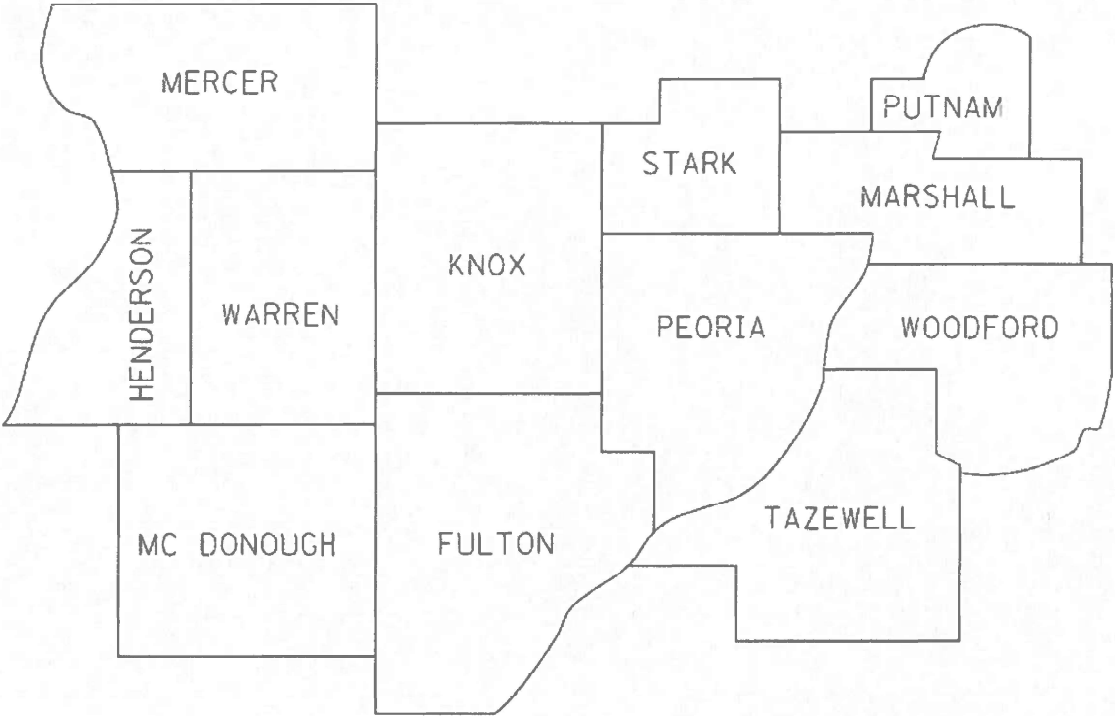 MERCER
PUTNAM
STARK
MARSHALL
HENDERSON
WARREN
KNOX
PEORIA
WOODFORD
MC DONOUGH
FULTON
TAZEWELL